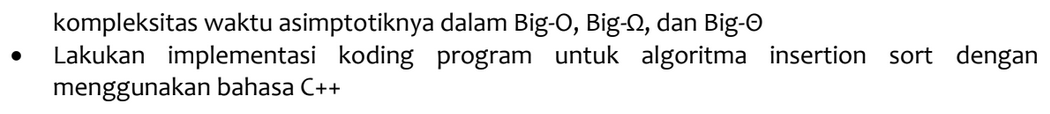 kompleksitas waktu asimptotiknya dalam Big-O, Big-Ω, dan Big-Θ
• Lakukan implementasi koding program untuk algoritma insertion sort dengan
menggunakan bahasa C++